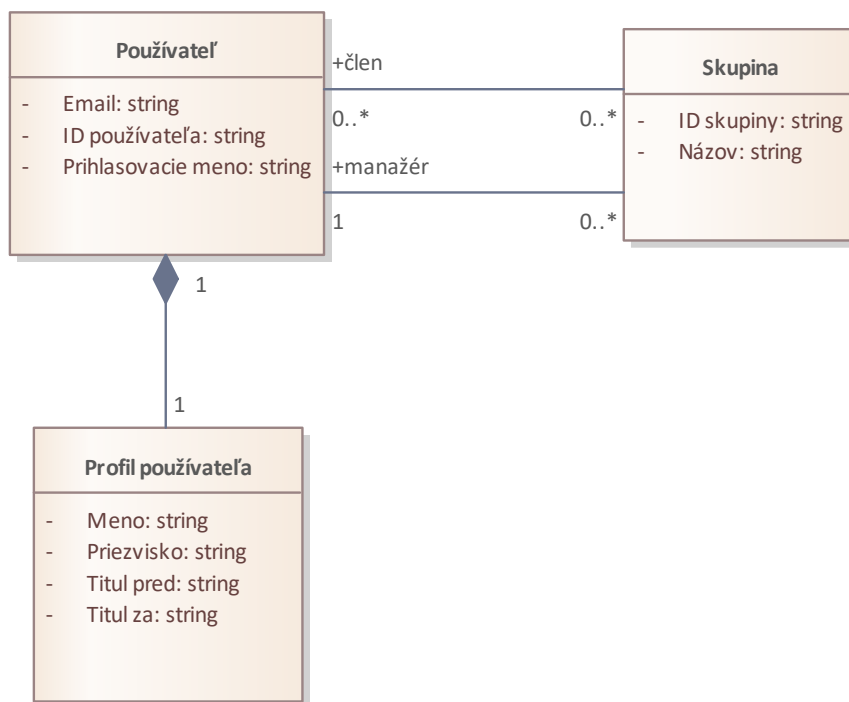 Používateľ
- Email: string
- ID používateľa: string
- Prihlasovacie meno: string
+člen
0..*
0..*
+manažér
1
0..*
Skupina
- ID skupiny: string
- Názov: string
1
1
Profil používateľa
- Meno: string
- Priezvisko: string
- Titul pred: string
- Titul za: string